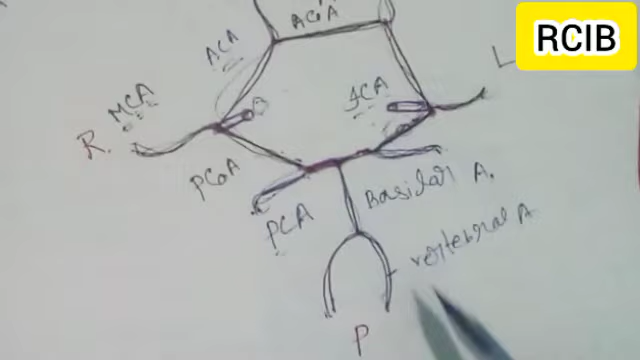 ACoA
RCIB
ACA
L
MCA
ICA
R.
PCoA
Basilar A.
PCA
vertebral A
P